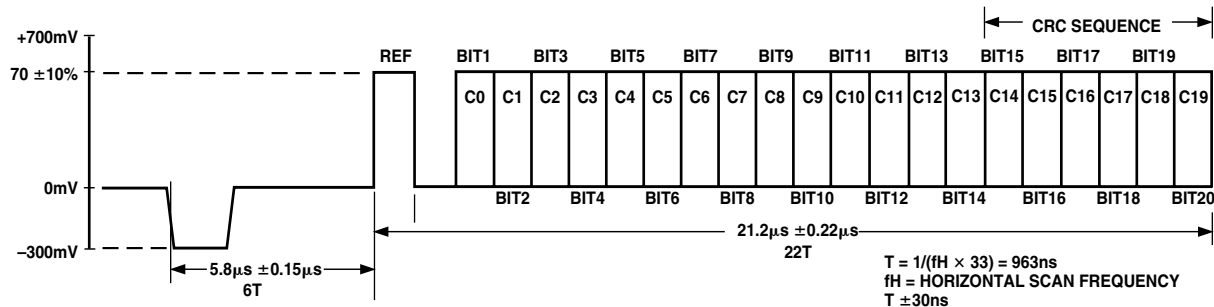 CRC SEQUENCE
+700mV
REF BIT1 BIT3 BIT5 BIT7 BIT9 BIT11 BIT13 BIT15 BIT17 BIT19
70 ±10%
C0 C1 C2 C3 C4 C5 C6 C7 C8 C9 C10 C11 C12 C13 C14 C15 C16 C17 C18 C19
0mV
BIT2 BIT4 BIT6 BIT8 BIT10 BIT12 BIT14 BIT16 BIT18 BIT20
21.2μs ±0.22μs
22T
–300mV
5.8μs ±0.15μs
6T
T = 1/(fH × 33) = 963ns
fH = HORIZONTAL SCAN FREQUENCY
T ±30ns